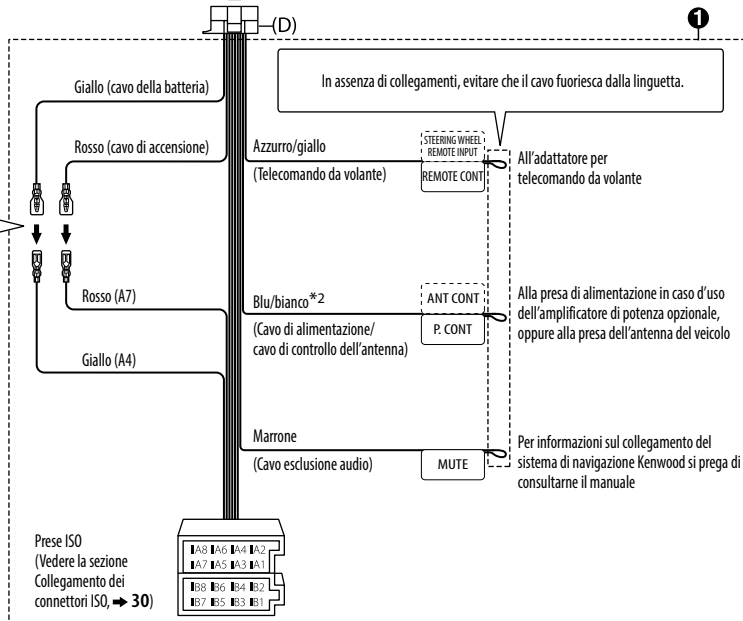 (D)
❶
Giallo (cavo della batteria)
In assenza di collegamenti, evitare che il cavo fuoriesca dalla linguetta.
Rosso (cavo di accensione)
Azzurro/giallo
(Telecomando da volante)
STEERING WHEEL
REMOTE INPUT
REMOTE CONT
All'adattatore per
telecomando da volante
Rosso (A7)
Blu/bianco*2
(Cavo di alimentazione/
cavo di controllo dell'antenna)
ANT CONT
P. CONT
Alla presa di alimentazione in caso d'uso
dell'amplificatore di potenza opzionale,
oppure alla presa dell'antenna del veicolo
Giallo (A4)
Marrone
(Cavo esclusione audio)
MUTE
Per informazioni sul collegamento del
sistema di navigazione Kenwood si prega di
consultarne il manuale
Prese ISO
(Vedere la sezione
Collegamento dei
connettori ISO, ➔ 30)
A8 A6 A4 A2
A7 A5 A3 A1
B8 B6 B4 B2
B7 B5 B3 B1